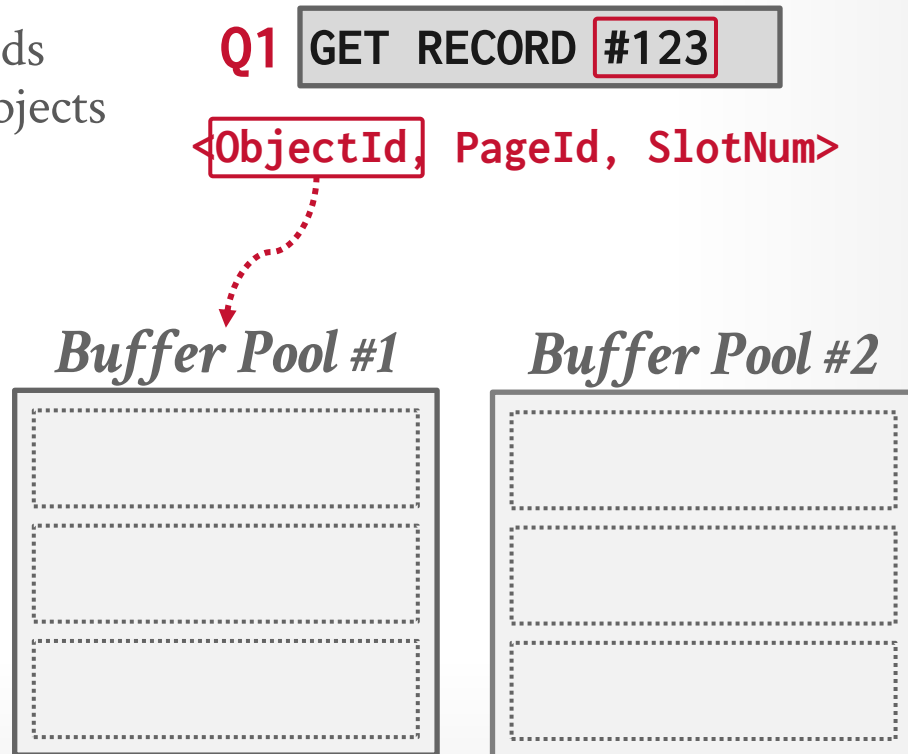 ds
Q1 GET RECORD #123
bjects
<ObjectId, PageId, SlotNum>
Buffer Pool #1
Buffer Pool #2